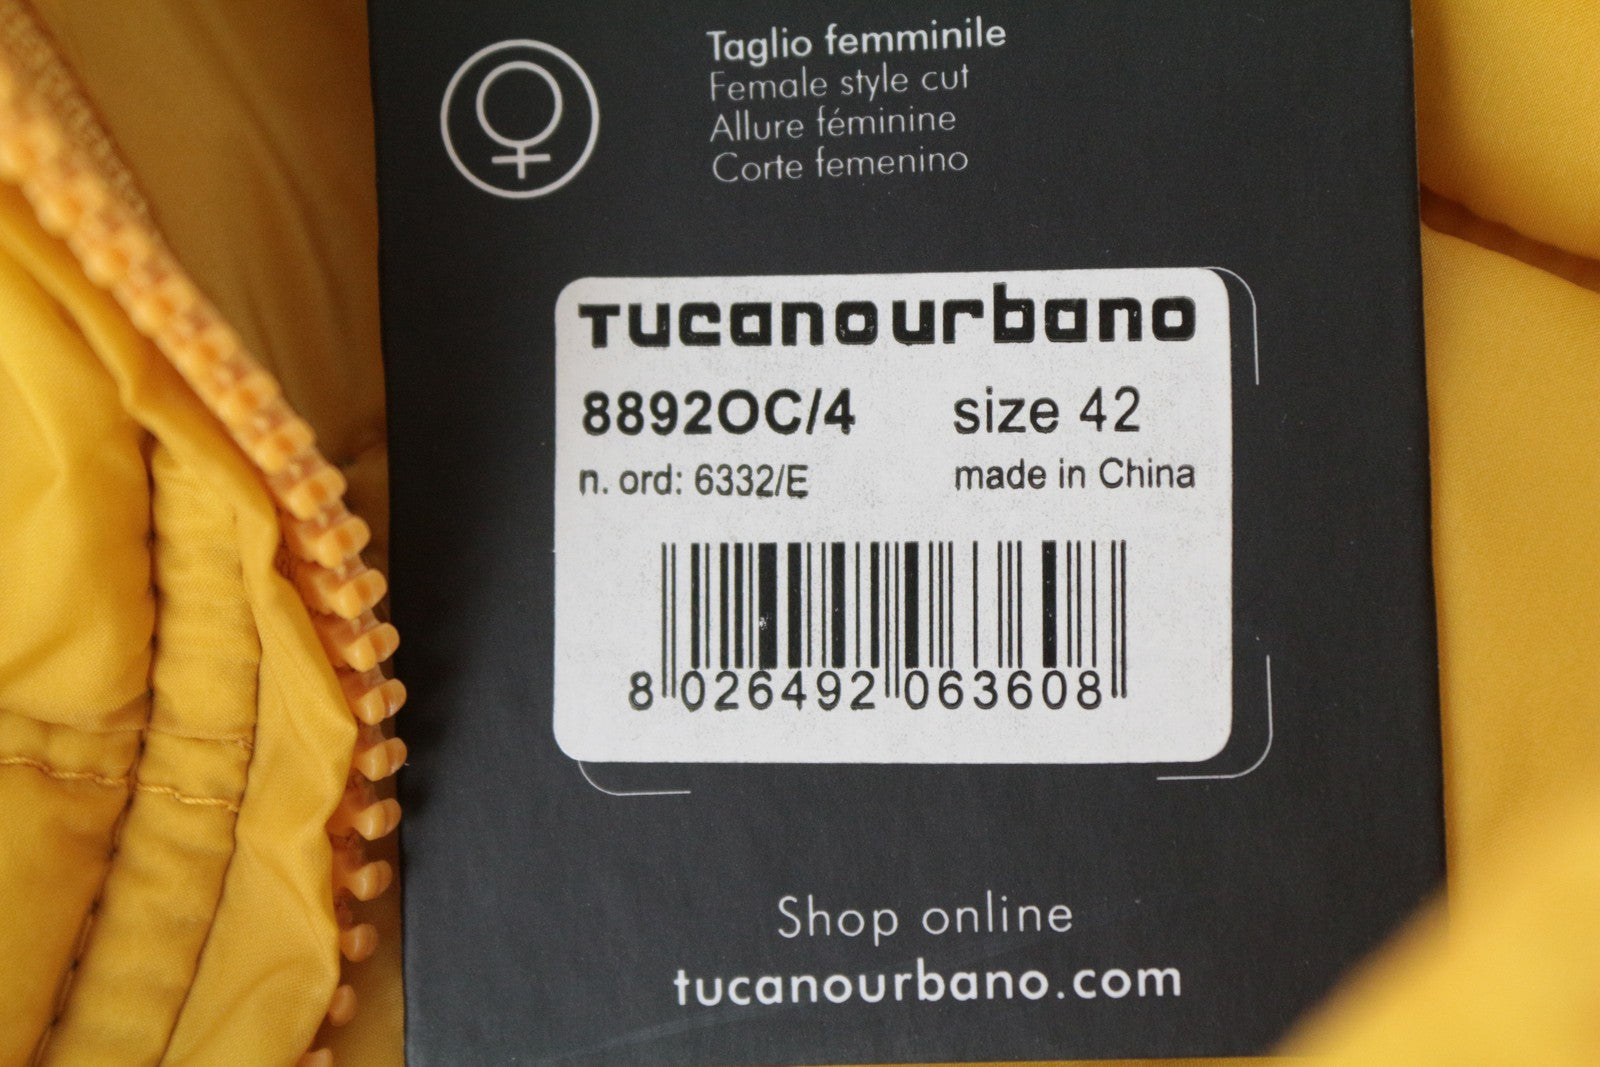 Taglio femminile
Female style cut
Allure féminine
Corte femenino
Tucanourbano
8892OC/4 size 42
n. ord: 6332/E made in China
8 026492 063608
Shop online
tucanourbano.com